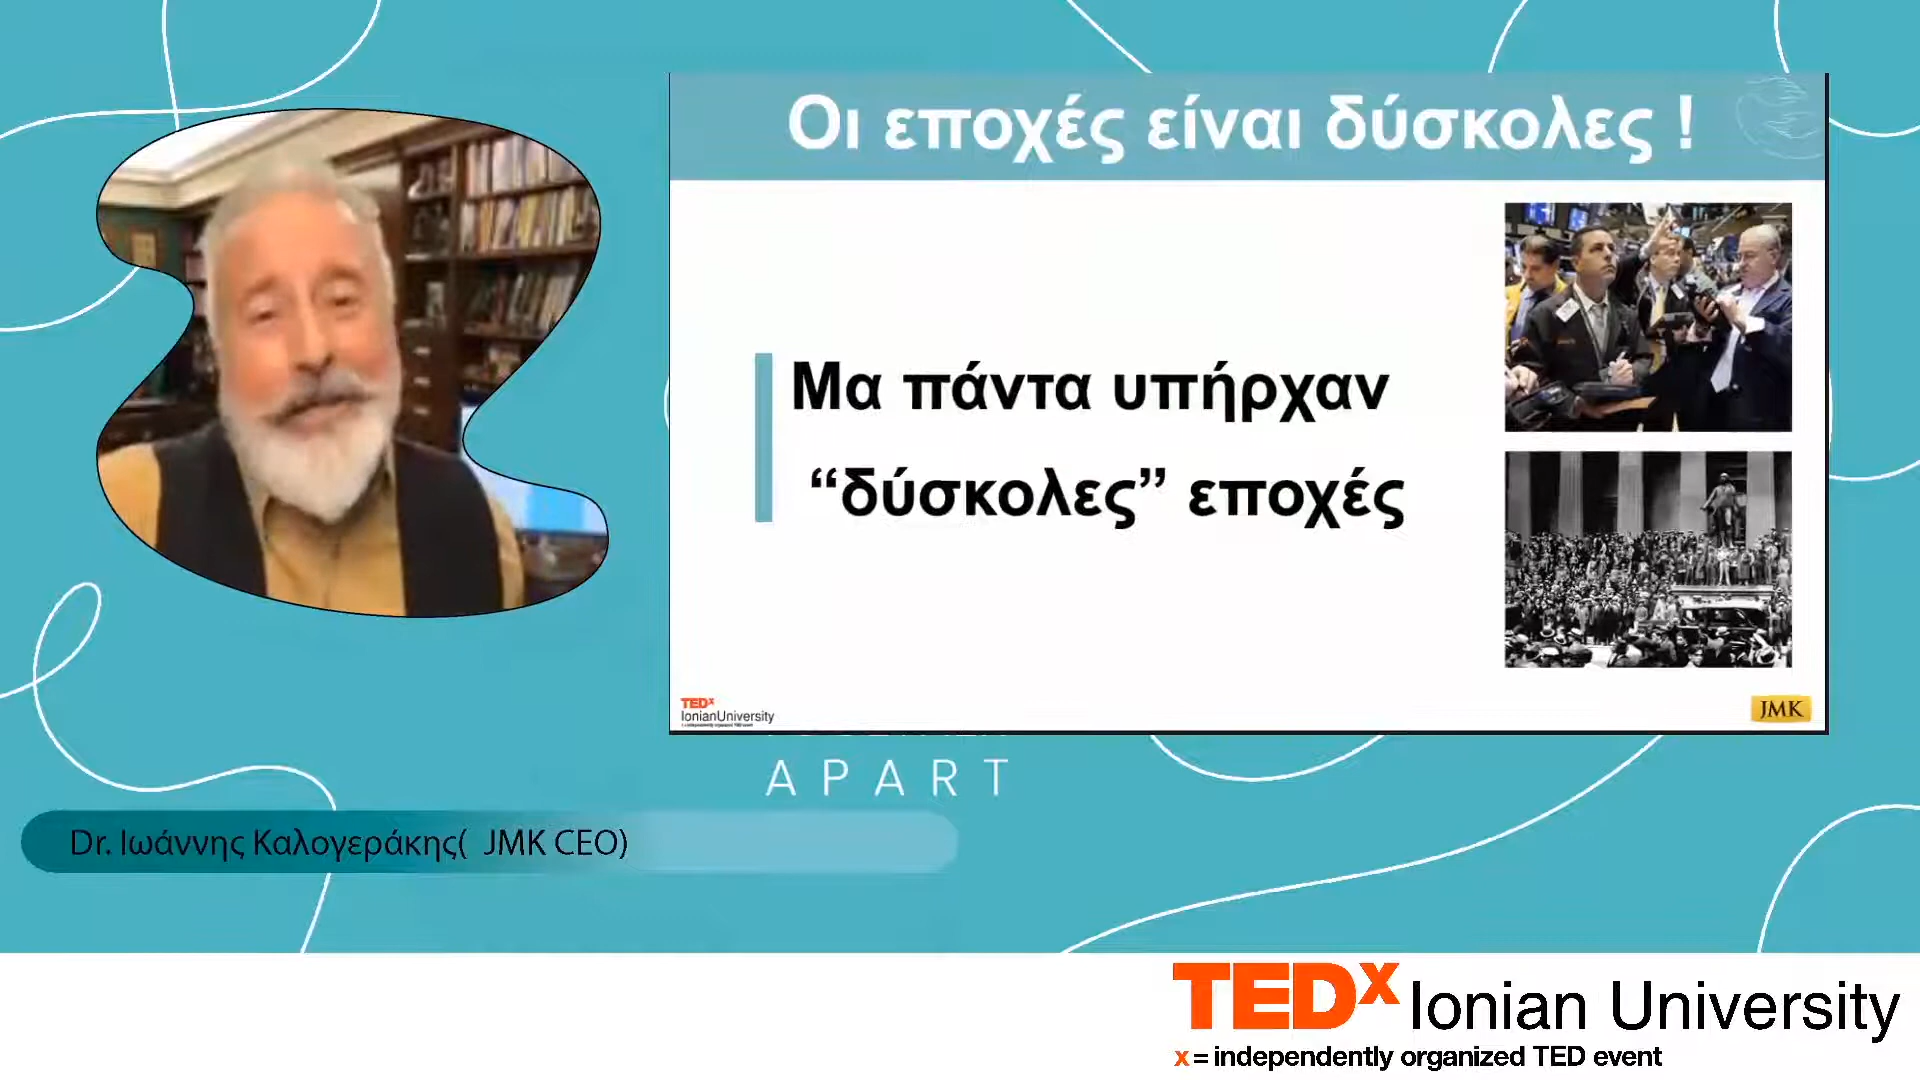 Οι εποχές είναι δύσκολες !
Μα πάντα υπήρχαν
“δύσκολες” εποχές
TEDx
IonianUniversity
JMK
APART
Dr. Ιωάννης Καλογεράκης( JMK CEO)
TEDx Ionian University
x = independently organized TED event